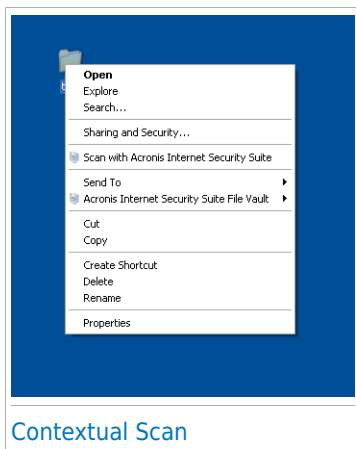 Open
Explore
Search...
Sharing and Security...
Scan with Acronis Internet Security Suite
Send To
Acronis Internet Security Suite File Vault
Cut
Copy
Create Shortcut
Delete
Rename
Properties
Contextual Scan